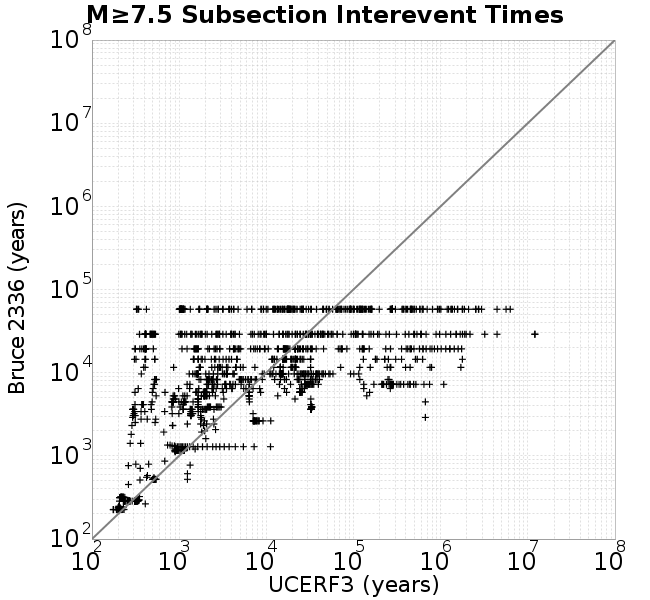 M≥7.5 Subsection Interevent Times
10^8
10^7
10^6
10^5
10^4
10^3
10^2
Bruce 2336 (years)
10^2 10^3 10^4 10^5 10^6 10^7 10^8
UCERF3 (years)